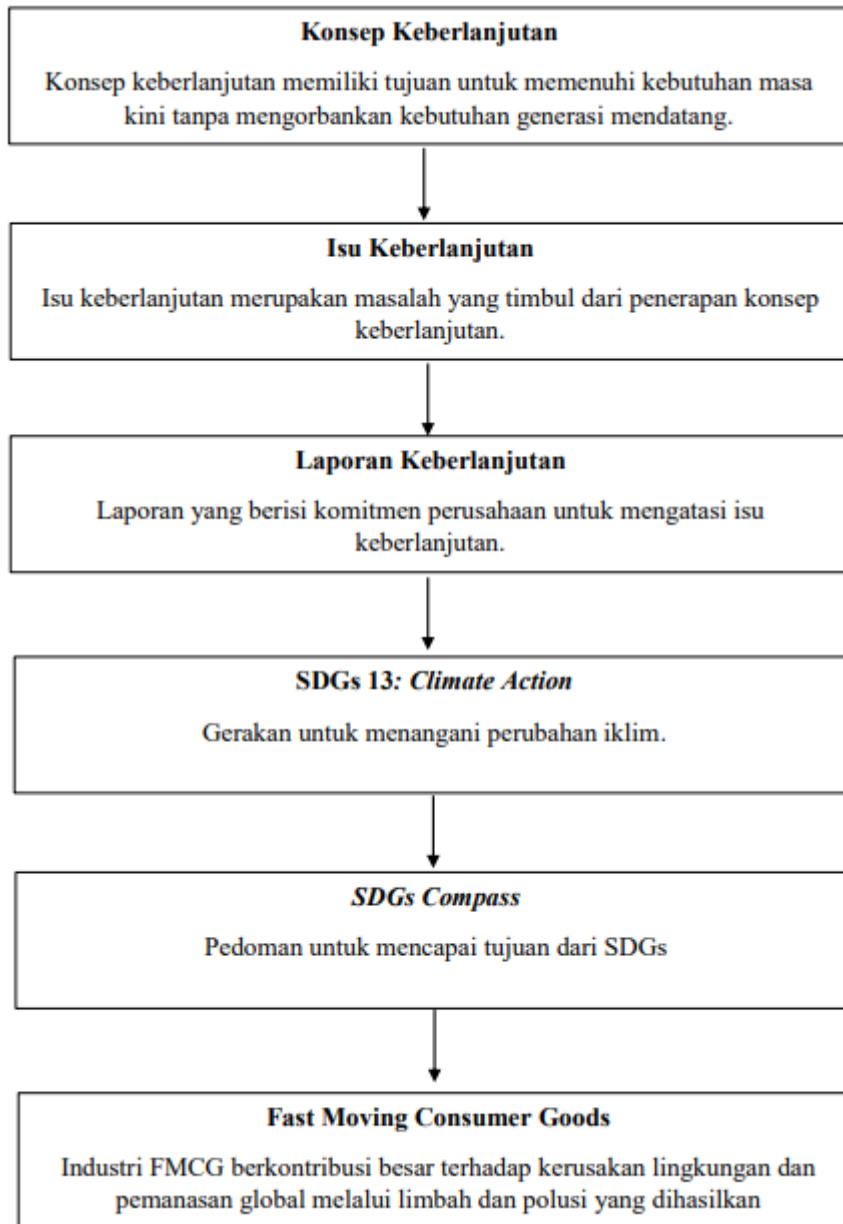 Konsep Keberlanjutan
Konsep keberlanjutan memiliki tujuan untuk memenuhi kebutuhan masa
kini tanpa mengorbankan kebutuhan generasi mendatang.
Isu Keberlanjutan
Isu keberlanjutan merupakan masalah yang timbul dari penerapan konsep
keberlanjutan.
Laporan Keberlanjutan
Laporan yang berisi komitmen perusahaan untuk mengatasi isu
keberlanjutan.
SDGs 13: Climate Action
Gerakan untuk menangani perubahan iklim.
SDGs Compass
Pedoman untuk mencapai tujuan dari SDGs
Fast Moving Consumer Goods
Industri FMCG berkontribusi besar terhadap kerusakan lingkungan dan
pemanasan global melalui limbah dan polusi yang dihasilkan